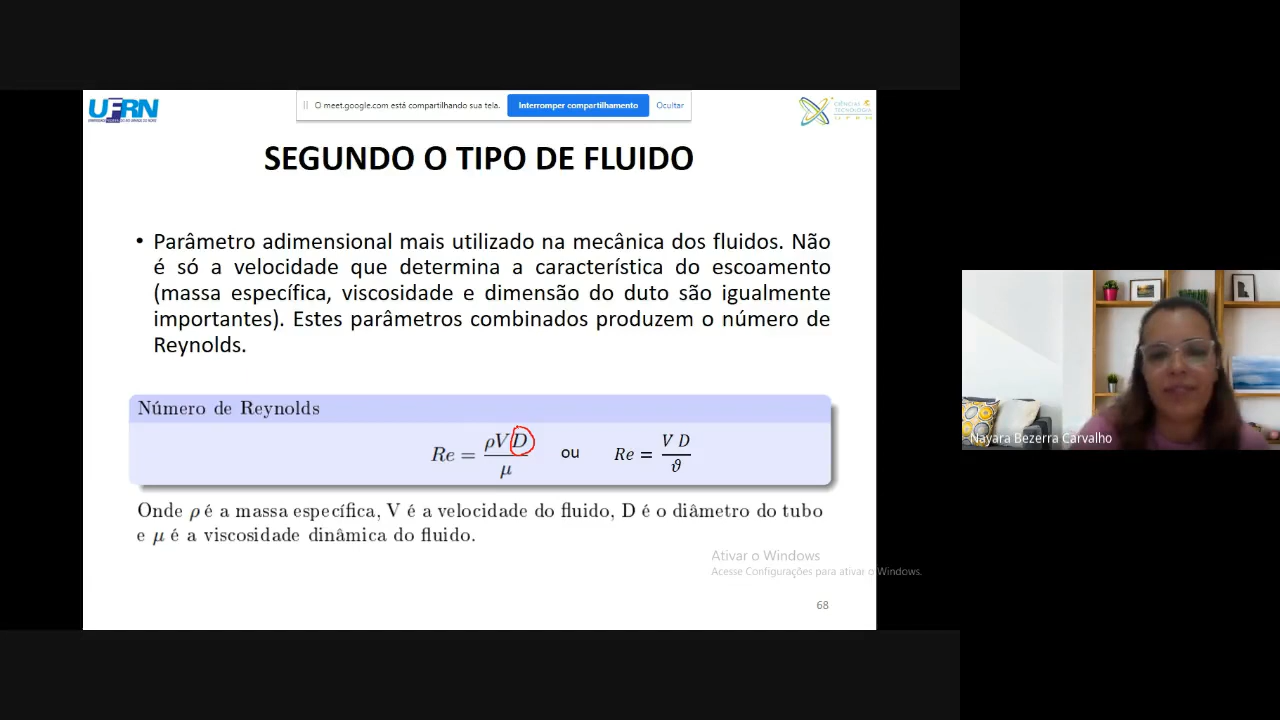 UFRN
O meet.google.com está compartilhando sua tela. Interromper compartilhamento Ocultar
CIÊNCIAS
TECNOLOGIA
UFRN
SEGUNDO O TIPO DE FLUIDO
• Parâmetro adimensional mais utilizado na mecânica dos fluidos. Não
é só a velocidade que determina a característica do escoamento
(massa específica, viscosidade e dimensão do duto são igualmente
importantes). Estes parâmetros combinados produzem o número de
Reynolds.
Número de Reynolds
Re = ρVD/μ ou Re = V D/ϑ
Onde ρ é a massa específica, V é a velocidade do fluido, D é o diâmetro do tubo
e μ é a viscosidade dinâmica do fluido.
Ativar o Windows
Acesse Configurações para ativar o Windows.
68
Nayara Bezerra Carvalho